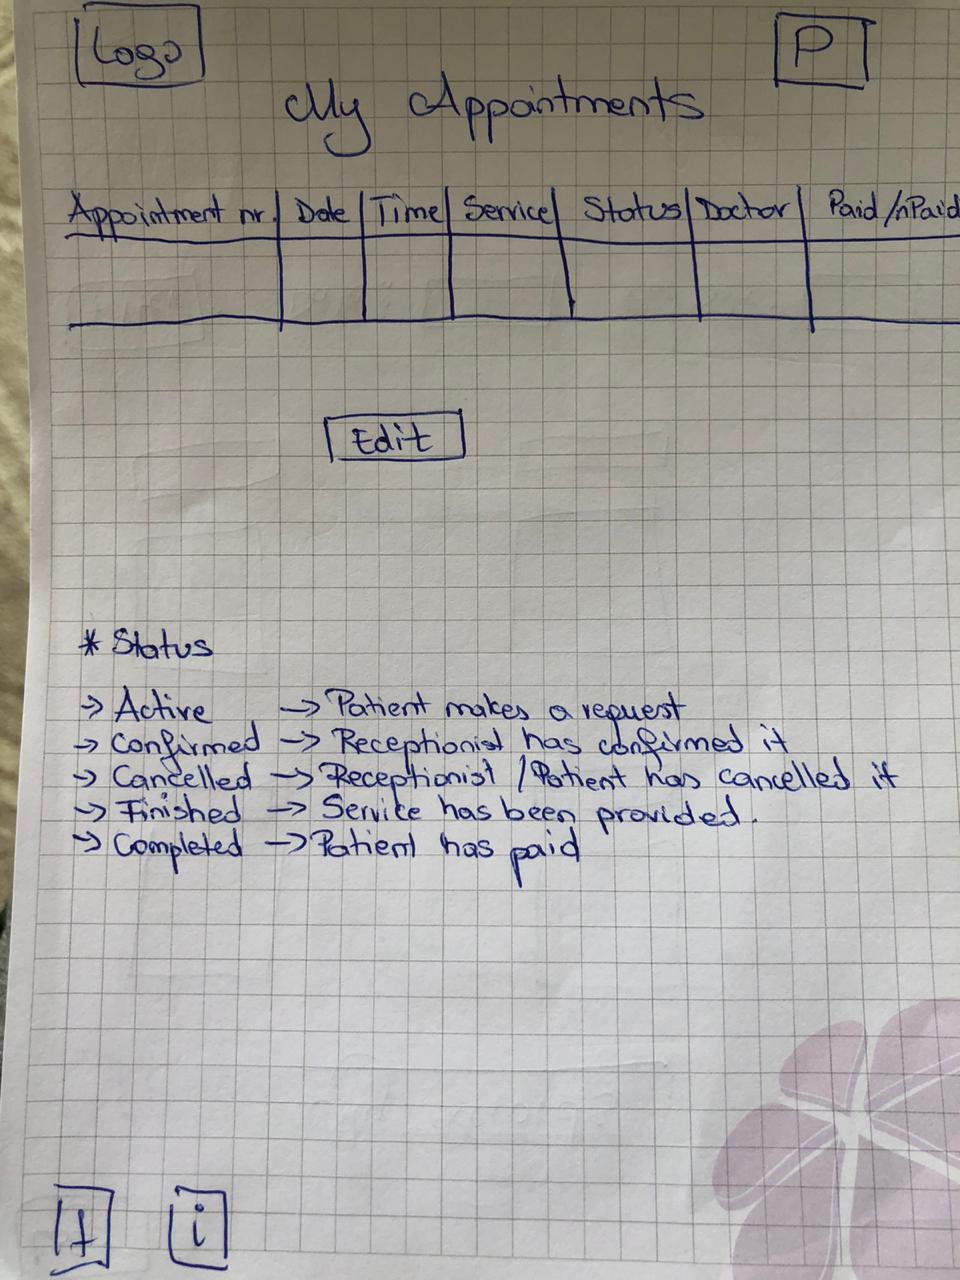 Logo
P
My Appointments
Appointment nr. Date Time Service Status Doctor Paid/nPaid
Edit
* Status
→ Active → Patient makes a request
→ Confirmed → Receptionist has confirmed it
→ Cancelled → Receptionist /Patient has cancelled it
→ Finished → Service has been provided.
→ Completed → Patient has paid
f i